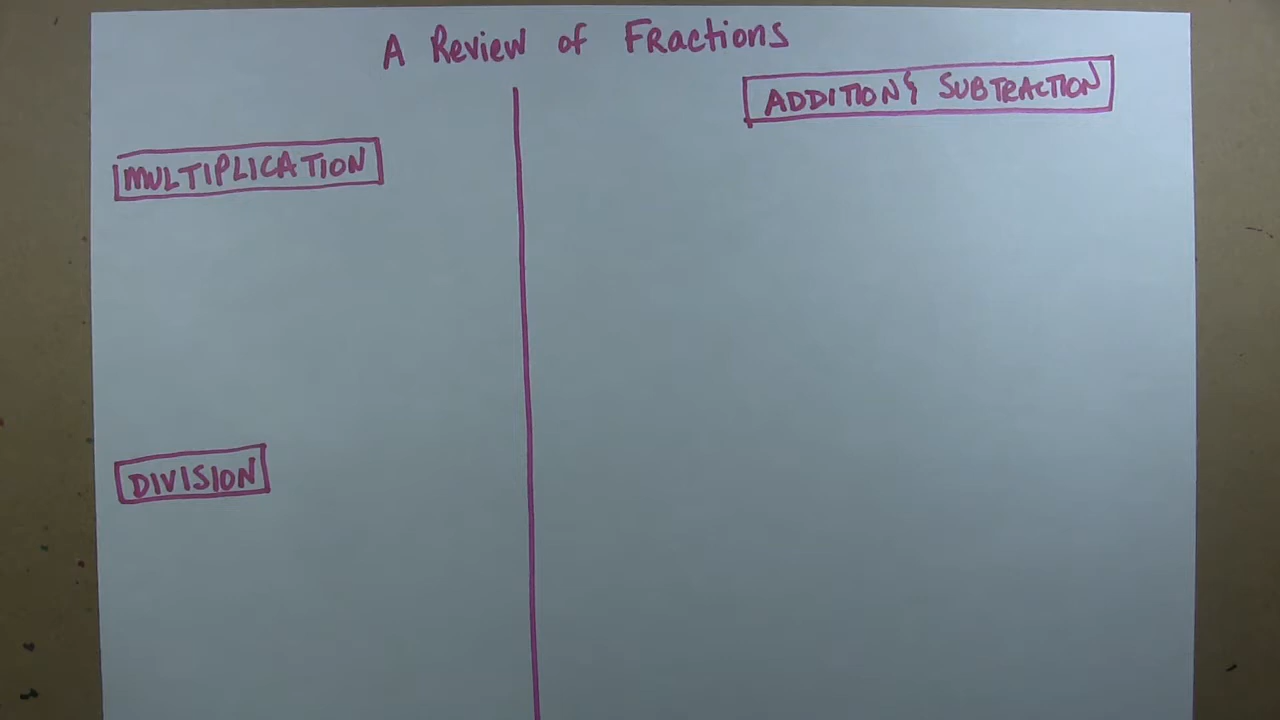 A Review of Fractions
MULTIPLICATION
DIVISION
ADDITION & SUBTRACTION